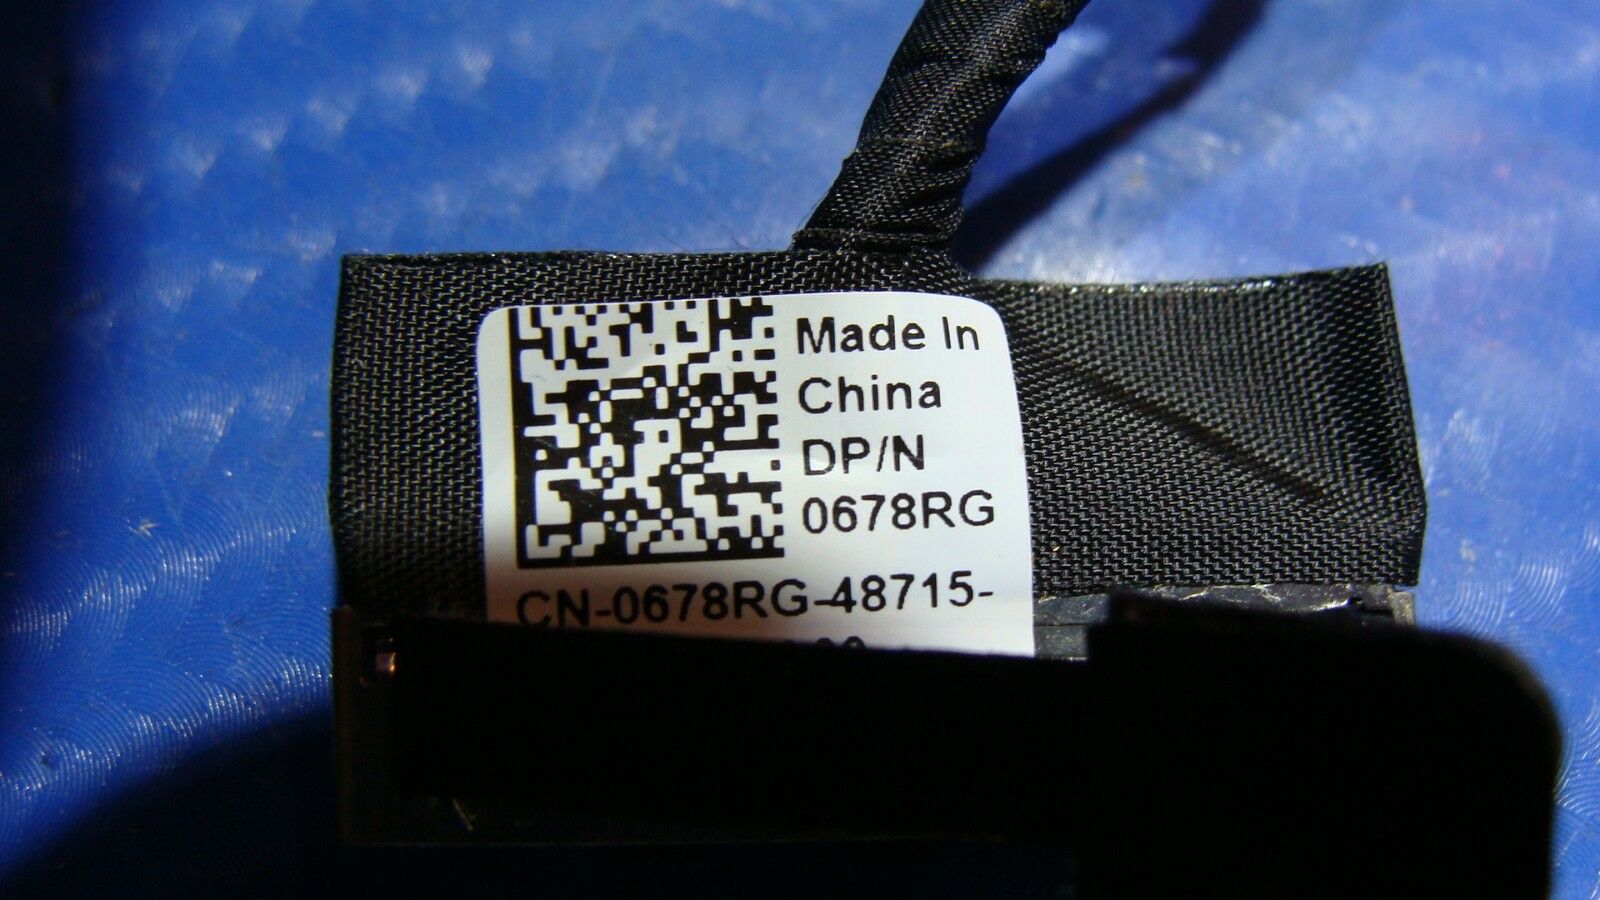 Made In
China
DP/N
0678RG
CN-0678RG-48715-